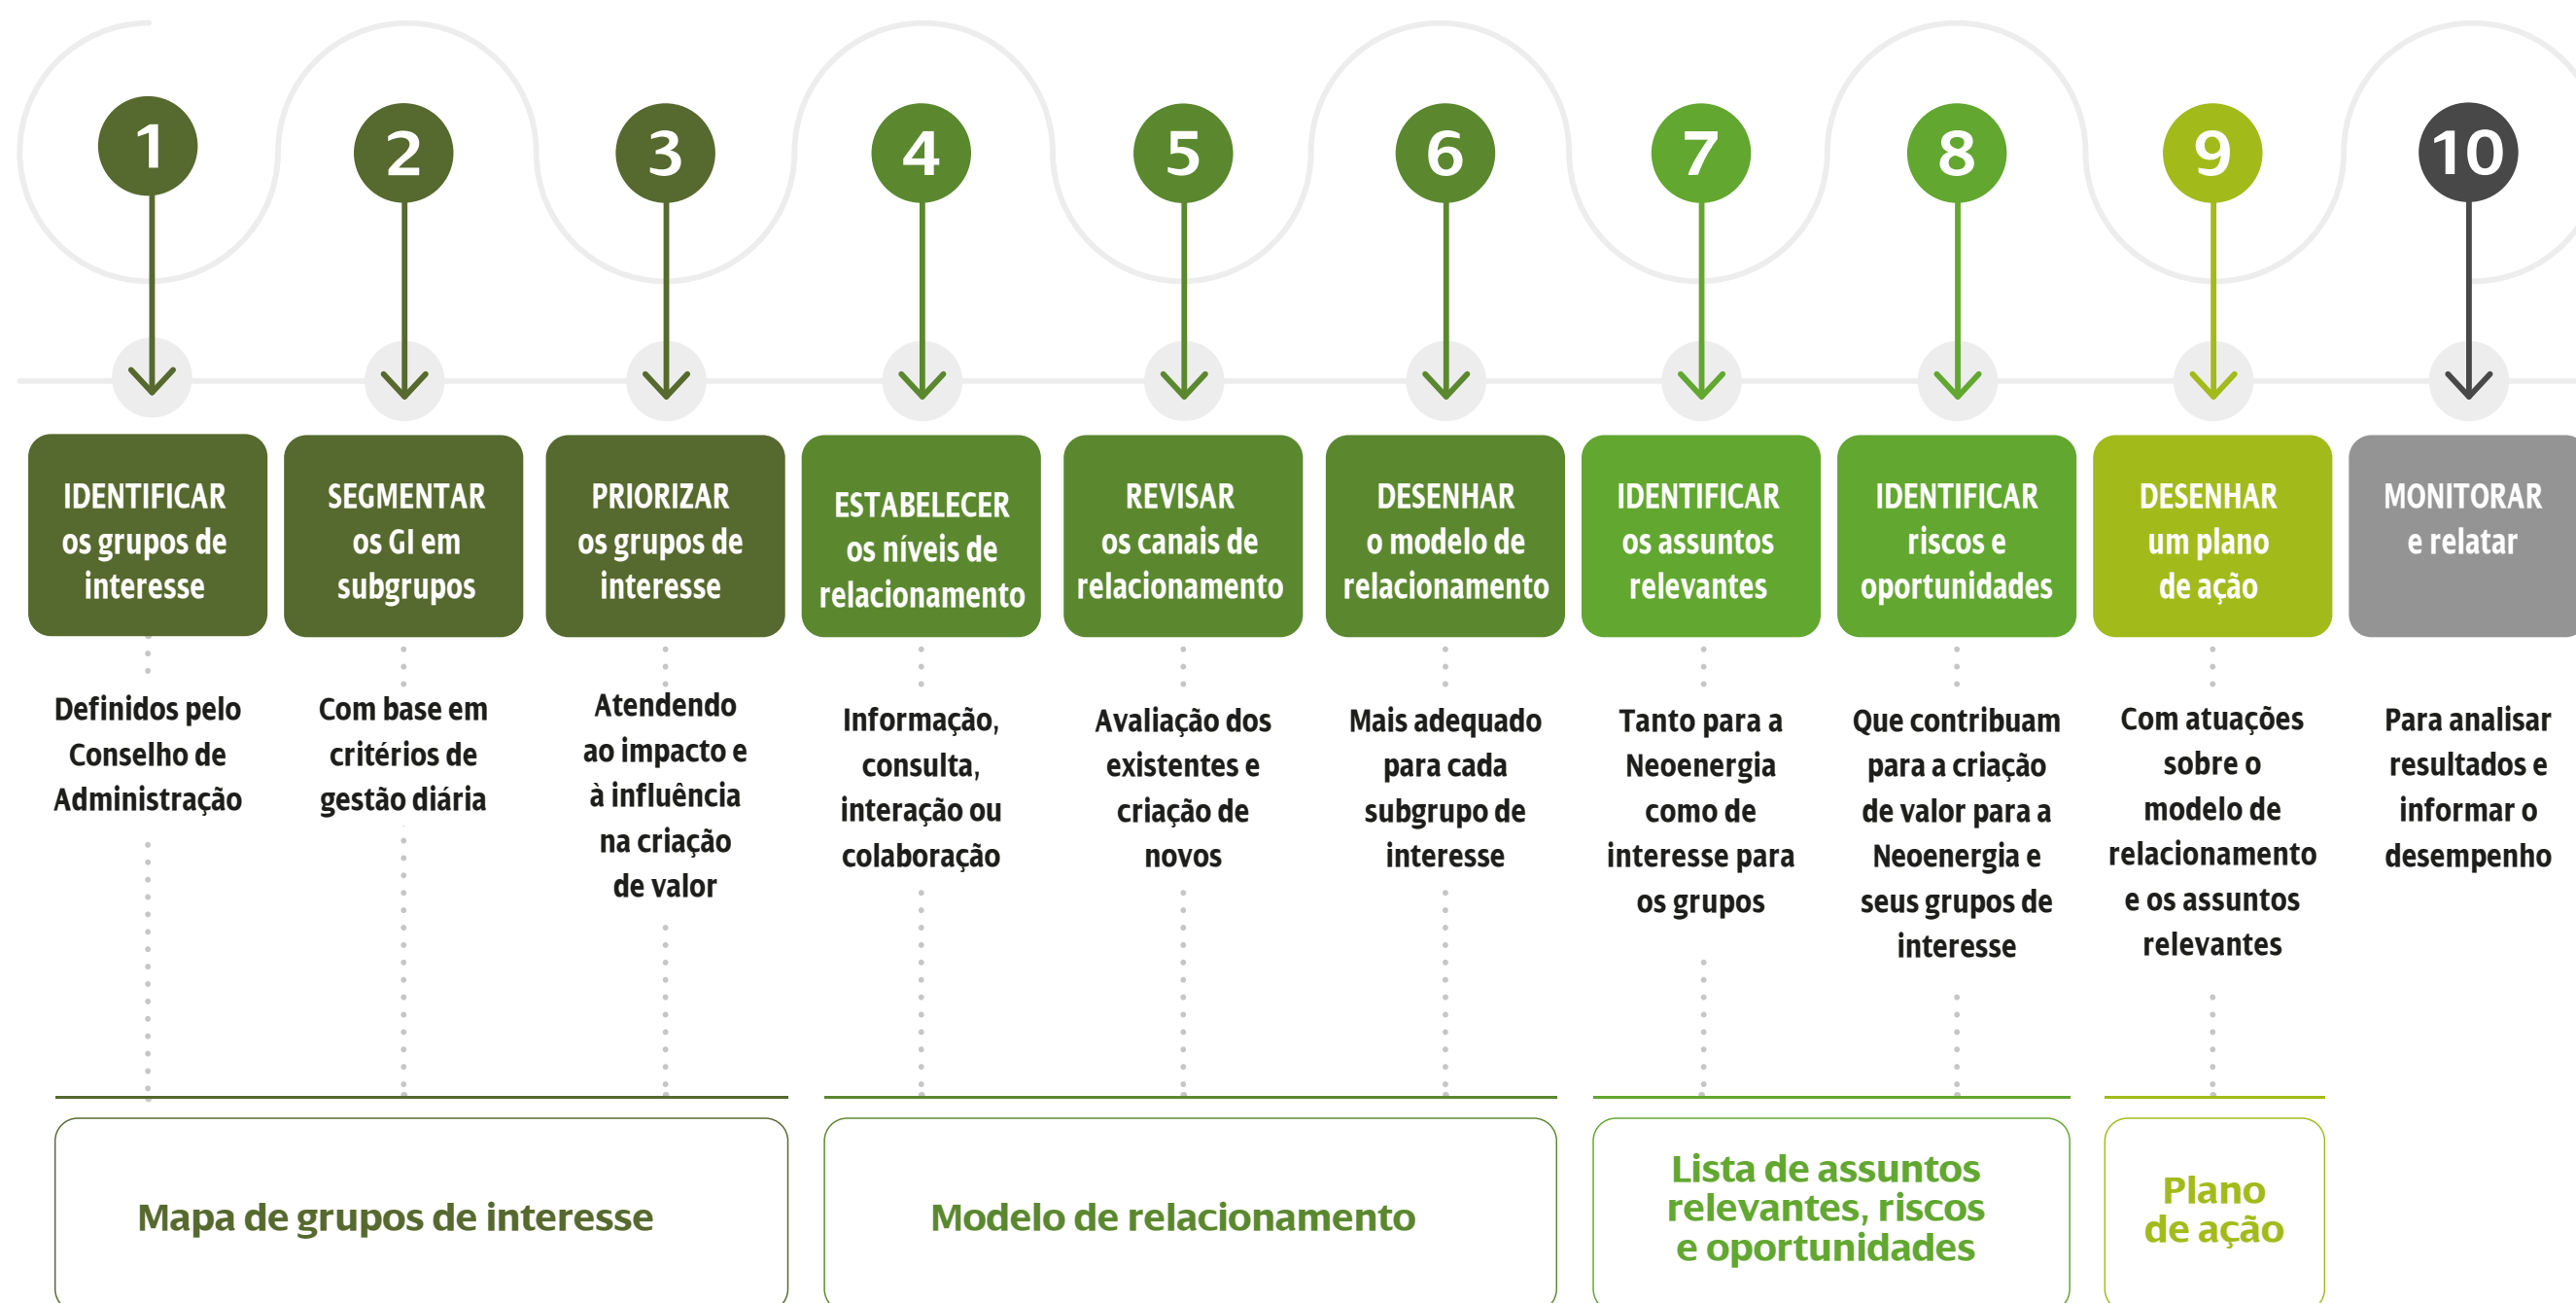 1
2
3
4
5
6
7
8
9
10
IDENTIFICAR
os grupos de
interesse
SEGMENTAR
os GI em
subgrupos
PRIORIZAR
os grupos de
interesse
ESTABELECER
os níveis de
relacionamento
REVISAR
os canais de
relacionamento
DESENHAR
o modelo de
relacionamento
IDENTIFICAR
os assuntos
relevantes
IDENTIFICAR
riscos e
oportunidades
DESENHAR
um plano
de ação
MONITORAR
e relatar
Definidos pelo
Conselho de
Administração
Com base em
critérios de
gestão diária
Atendendo
ao impacto e
à influência
na criação
de valor
Informação,
consulta,
interação ou
colaboração
Avaliação dos
existentes e
criação de
novos
Mais adequado
para cada
subgrupo de
interesse
Tanto para a
Neoenergia
como de
interesse para
os grupos
Que contribuam
para a criação
de valor para a
Neoenergia e
seus grupos de
interesse
Com atuações
sobre o
modelo de
relacionamento
e os assuntos
relevantes
Para analisar
resultados e
informar o
desempenho
Mapa de grupos de interesse
Modelo de relacionamento
Lista de assuntos
relevantes, riscos
e oportunidades
Plano
de ação